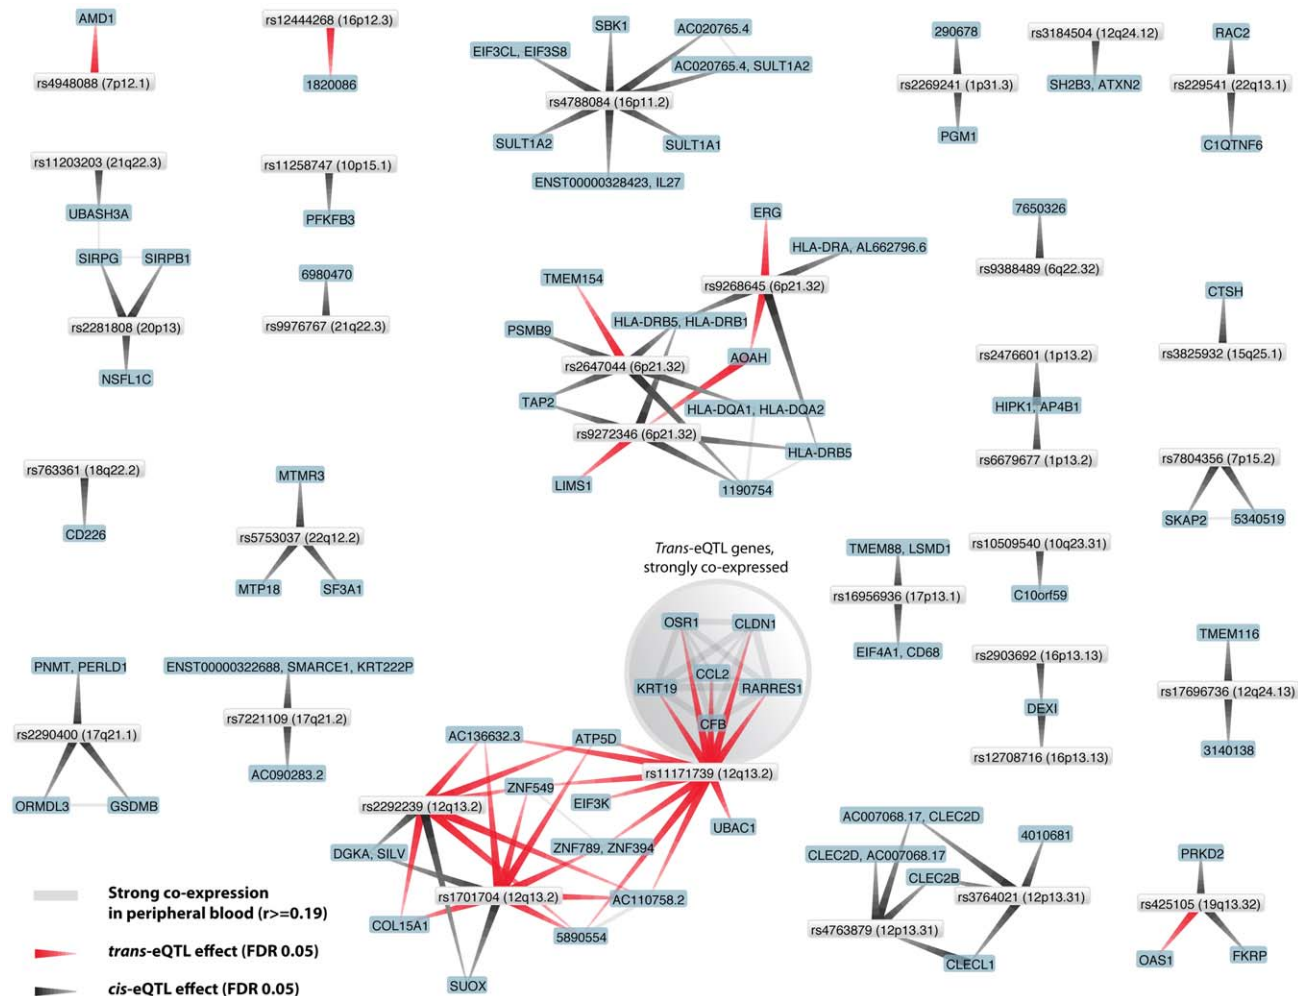 AMD1
rs4948088 (7p12.1)
rs12444268 (16p12.3)
1820086
SBK1
AC020765.4
EIF3CL, EIF3S8
AC020765.4, SULT1A2
rs4788084 (16p11.2)
SULT1A2
SULT1A1
ENST00000328423, IL27
290678
rs2269241 (1p31.3)
PGM1
rs3184504 (12q24.12)
SH2B3, ATXN2
RAC2
rs229541 (22q13.1)
C1QTNF6
rs11203203 (21q22.3)
UBASH3A
SIRPG
SIRPB1
rs2281808 (20p13)
NSFL1C
rs11258747 (10p15.1)
PFKFB3
6980470
rs9976767 (21q22.3)
ERG
HLA-DRA, AL662796.6
TMEM154
rs9268645 (6p21.32)
PSMB9
HLA-DRB5, HLA-DRB1
rs2647044 (6p21.32)
AOAH
TAP2
HLA-DQA1, HLA-DQA2
rs9272346 (6p21.32)
HLA-DRB5
LIMS1
1190754
7650326
rs9388489 (6q22.32)
CTSH
rs3825932 (15q25.1)
rs2476601 (1p13.2)
HIPK1, AP4B1
rs6679677 (1p13.2)
rs7804356 (7p15.2)
SKAP2
5340519
rs763361 (18q22.2)
CD226
MTMR3
rs5753037 (22q12.2)
MTP18
SF3A1
Trans-eQTL genes,
strongly co-expressed
OSR1
CLDN1
CCL2
KRT19
RARRES1
CFB
TMEM88, LSMD1
rs16956936 (17p13.1)
EIF4A1, CD68
rs10509540 (10q23.31)
C10orf59
rs2903692 (16p13.13)
DEXI
rs12708716 (16p13.13)
TMEM116
rs17696736 (12q24.13)
3140138
PNMT, PERLD1
rs2290400 (17q21.1)
ORMDL3
GSDMB
ENST00000322688, SMARCE1, KRT222P
rs7221109 (17q21.2)
AC090283.2
AC136632.3
ATP5D
rs11171739 (12q13.2)
ZNF549
rs2292239 (12q13.2)
EIF3K
UBAC1
DGKA, SILV
ZNF789, ZNF394
rs1701704 (12q13.2)
AC110758.2
COL15A1
5890554
SUOX
AC007068.17, CLEC2D
4010681
CLEC2D, AC007068.17
CLEC2B
rs3764021 (12p13.31)
rs4763879 (12p13.31)
CLECL1
PRKD2
rs425105 (19q13.32)
OAS1
FKRP
Strong co-expression
in peripheral blood (r>=0.19)
trans-eQTL effect (FDR 0.05)
cis-eQTL effect (FDR 0.05)